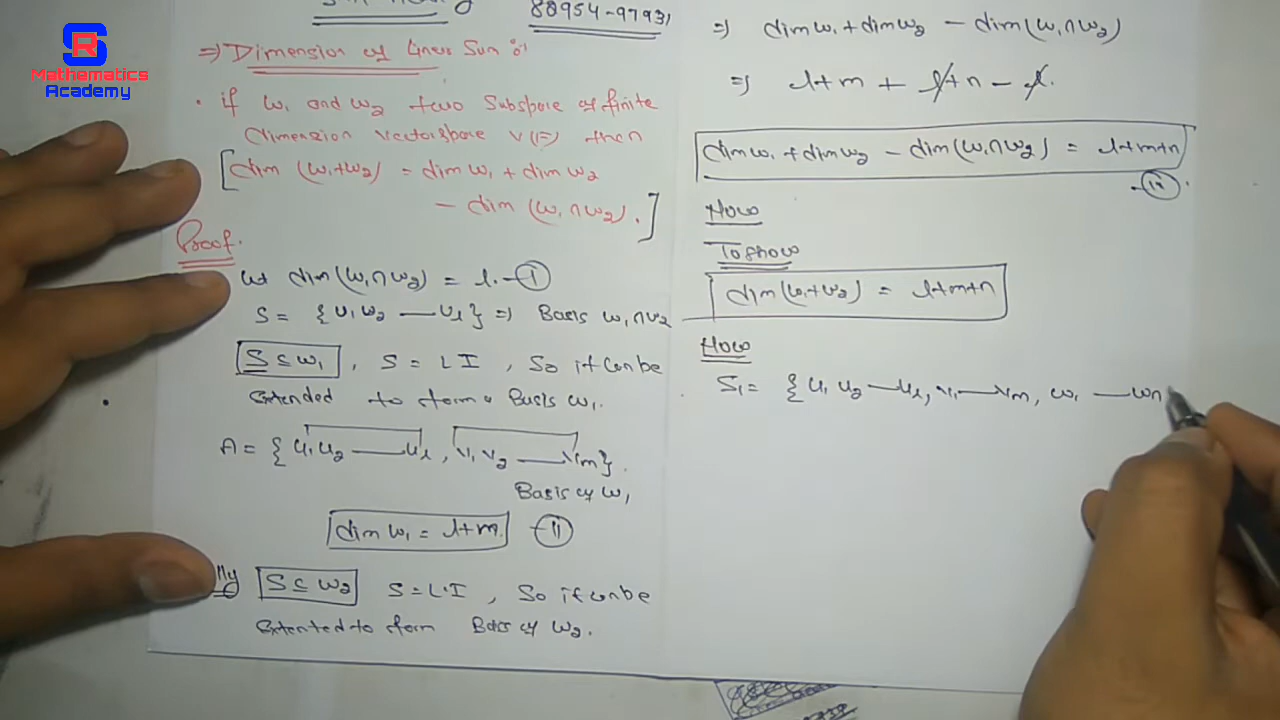 SR
Mathematics
Academy
88954-97931
⇒ Dimension of Linear Sum :-
• if W₁ and W₂ two Subspace of finite
dimension Vectorspace V(F) then
[dim (W₁+W₂) = dim W₁ + dim W₂
- dim (W₁∩W₂).]
Proof.
let dim(W₁∩W₂) = l. - ①
S = {u₁ u₂ — u_l} ⇒ Basis W₁∩W₂
S ⊆ W₁ , S = LI , So it can be
Extended to form a Basis W₁.
A = {u₁ u₂ — u_l , v₁ v₂ — v_m}.
Basis of W₁
dim W₁ = l+m. - ⑪
lly S ⊆ W₂ S = L.I , So it can be
Extented to form Basis of W₂.
⇒ dim W₁ + dim W₂ - dim (W₁∩W₂)
⇒ l+m + l+n - l.
dim W₁ + dim W₂ - dim (W₁∩W₂) = l+m+n
Now
To show
dim (W₁+W₂) = l+m+n
Now
S₁ = {u₁ u₂ — u_l, v₁ — v_m, w₁ — wn